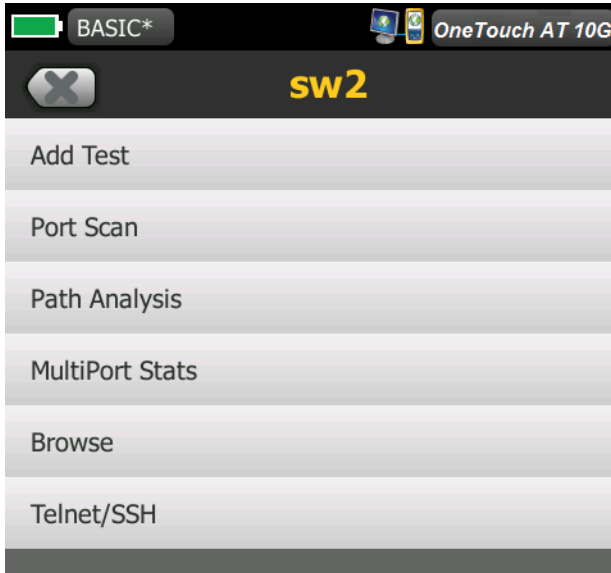 BASIC*
OneTouch AT 10G
sw2
Add Test
Port Scan
Path Analysis
MultiPort Stats
Browse
Telnet/SSH